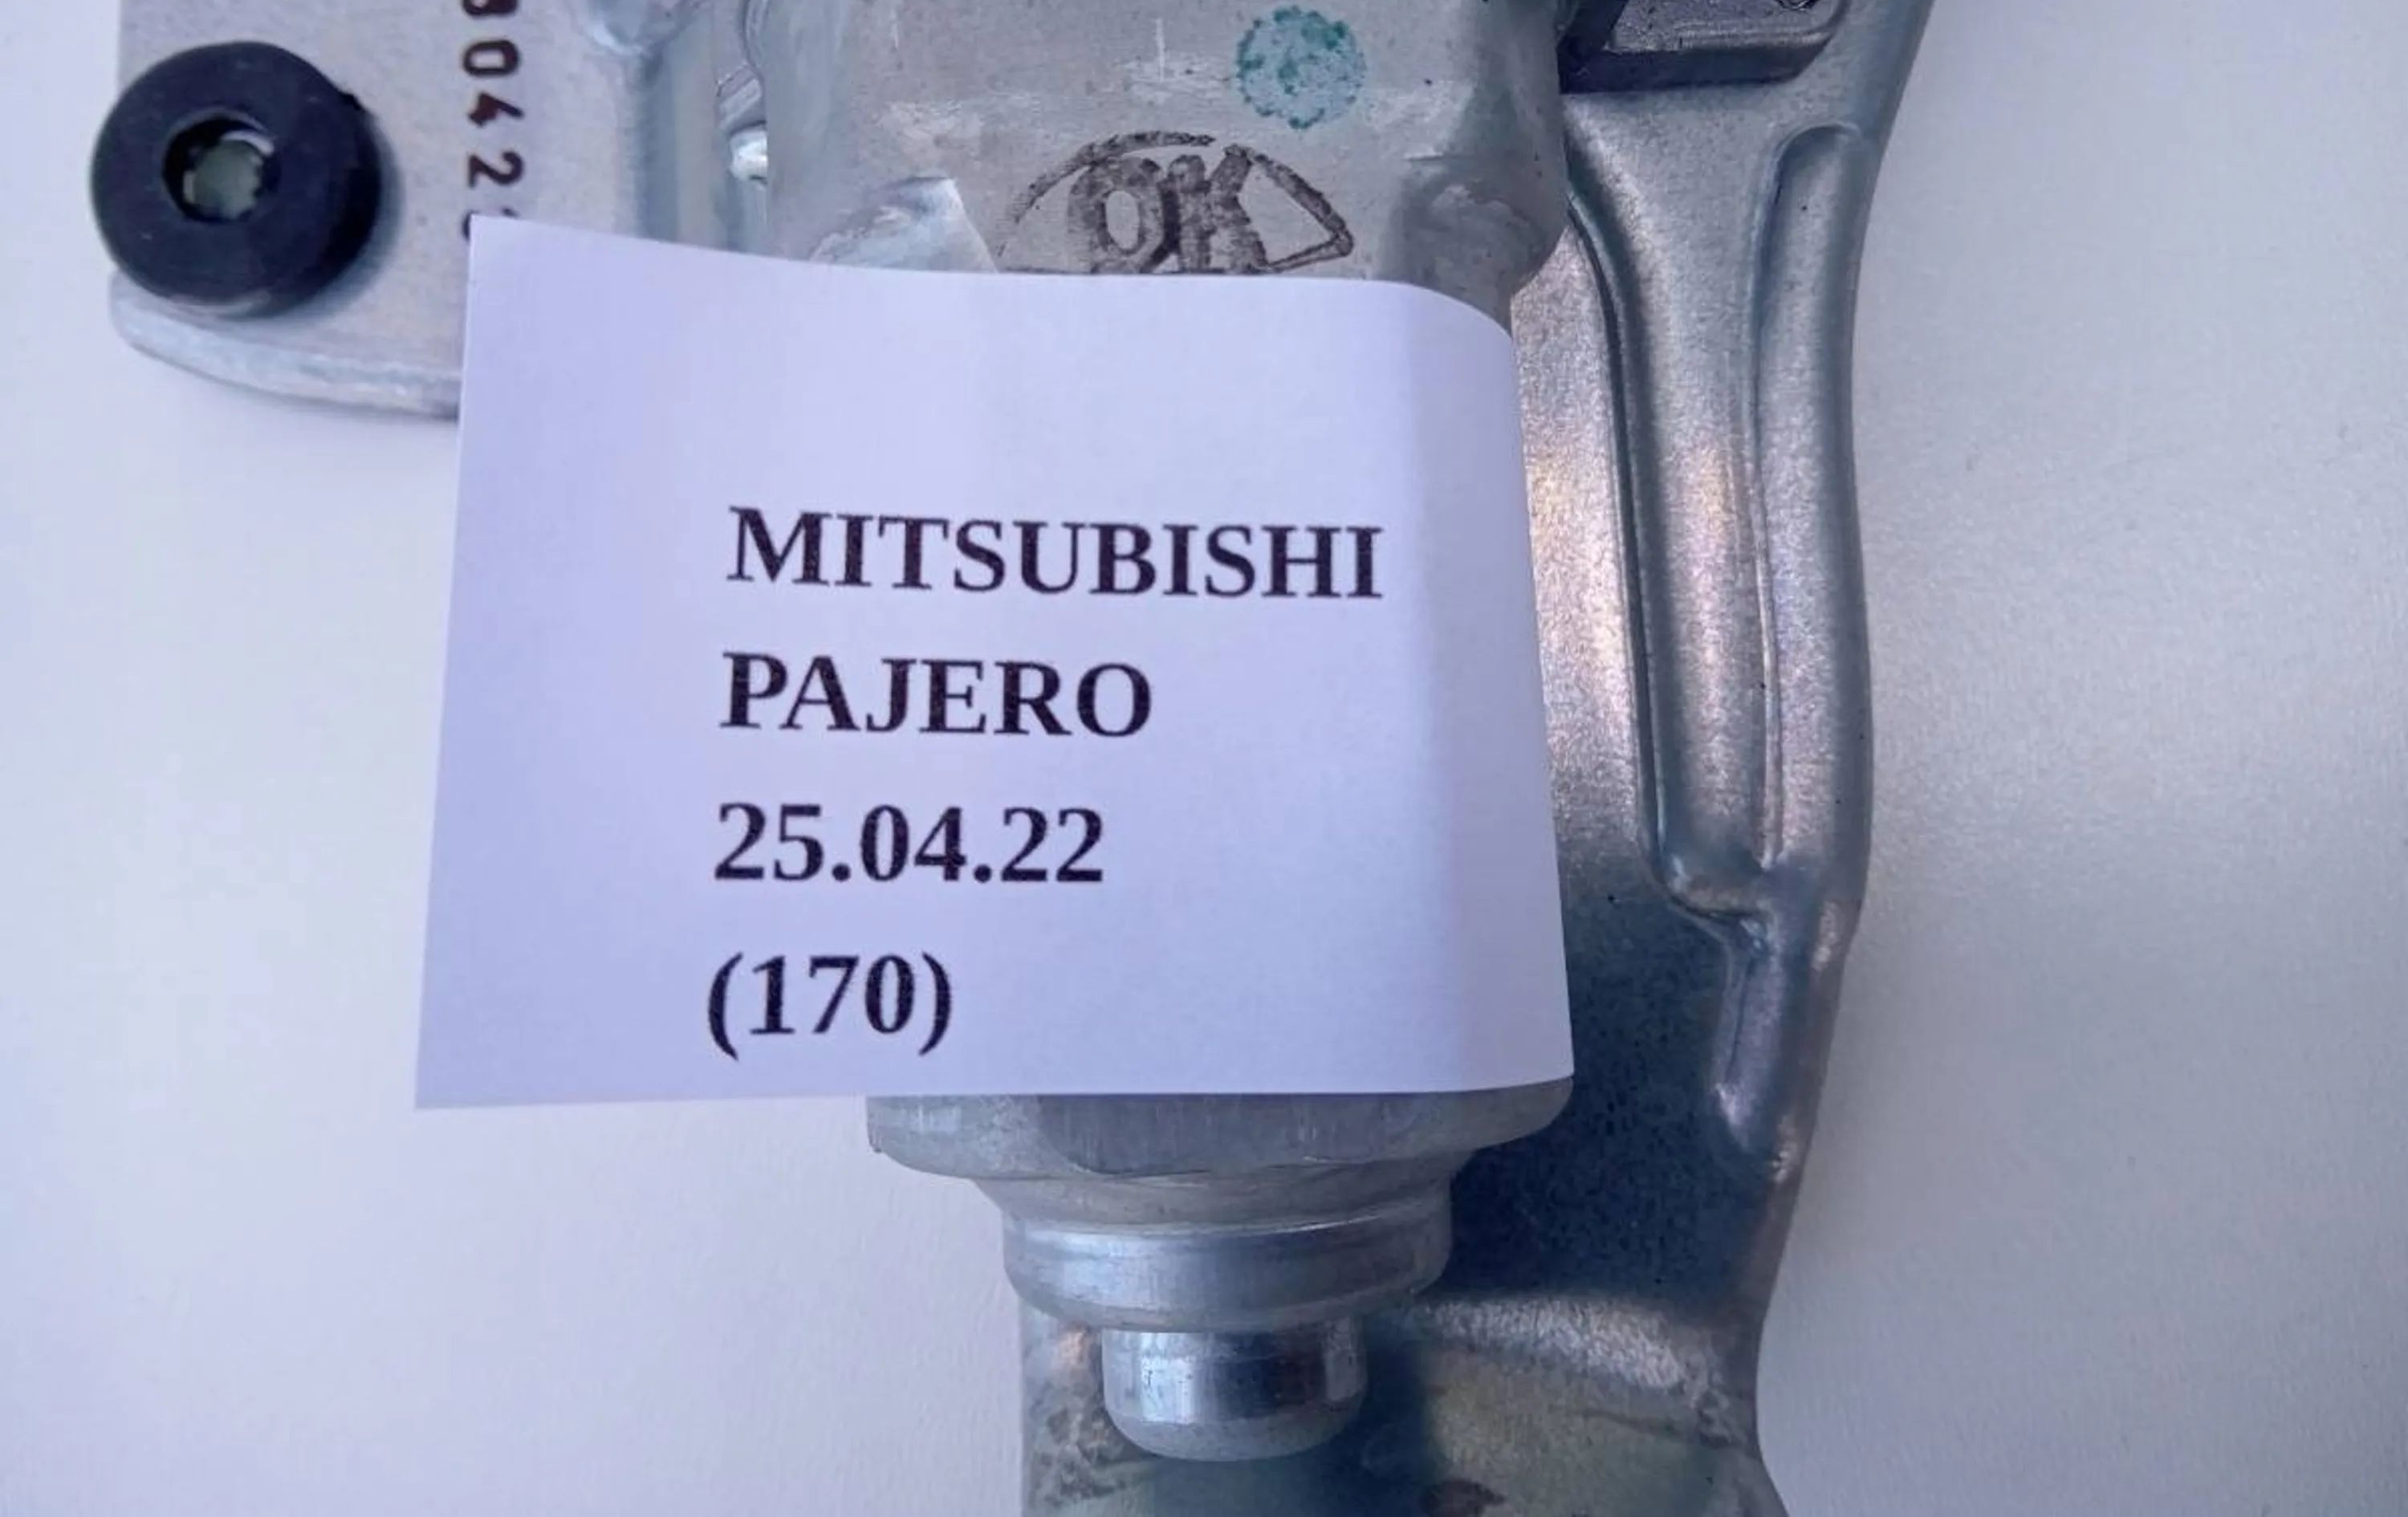 OK
MITSUBISHI
PAJERO
25.04.22
(170)